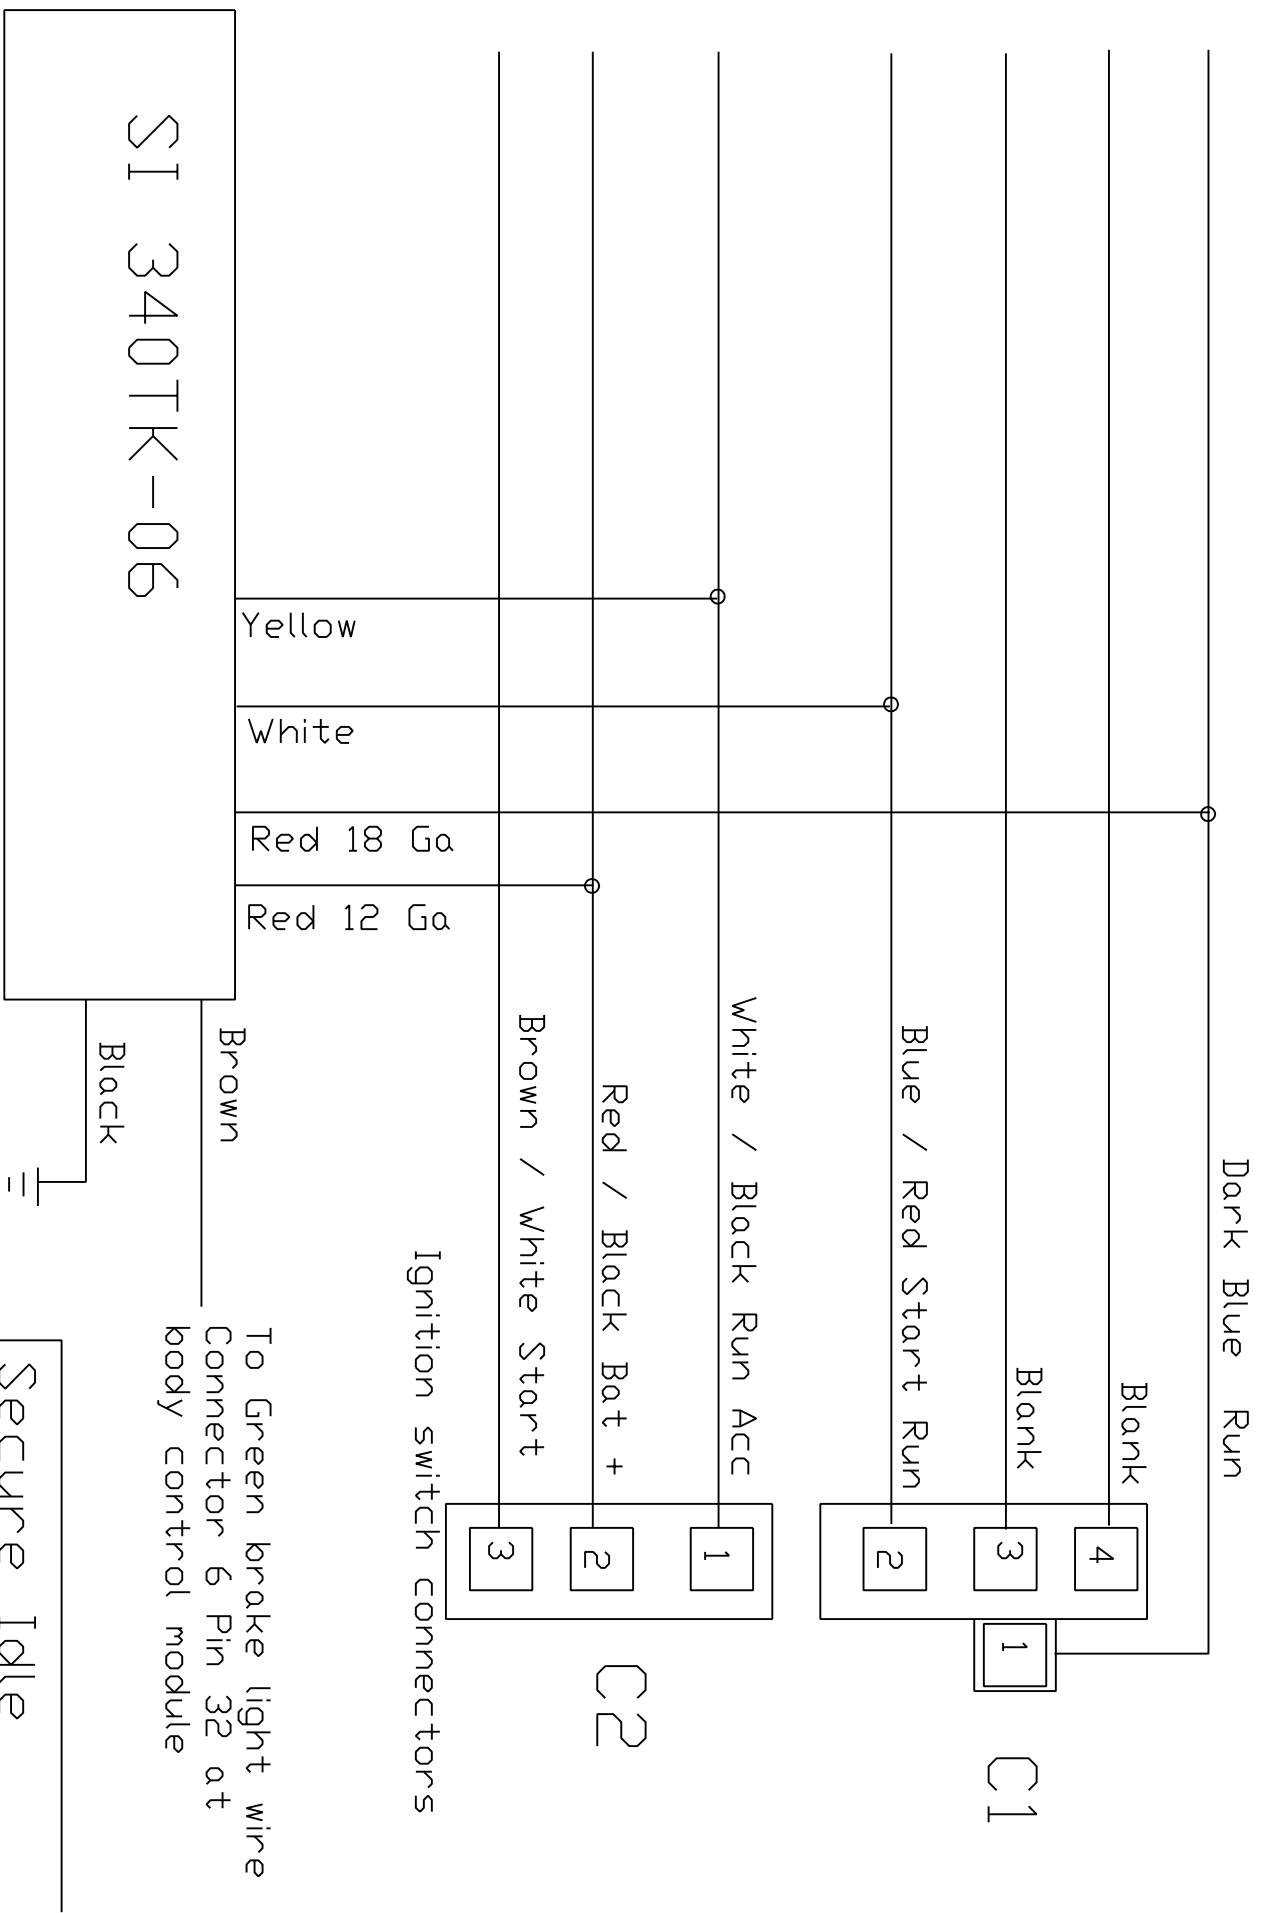 SI 340TK-06
Yellow
White
Red 18 Ga
Red 12 Ga
Black
Brown
Dark Blue Run
Blank
Blank
Blue / Red Start Run
White / Black Run Acc
Red / Black Bat +
Brown / White Start
4
3
2
1
C1
1
2
3
C2
Ignition switch connectors
To Green brake light wire
Connector 6 Pin 32 at
body control module
Secure Idle